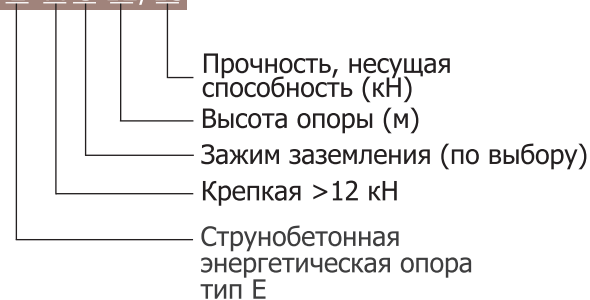 Прочность, несущая
способность (кН)
Высота опоры (м)
Зажим заземления (по выбору)
Крепкая >12 кН
Струнобетонная
энергетическая опора
тип Е